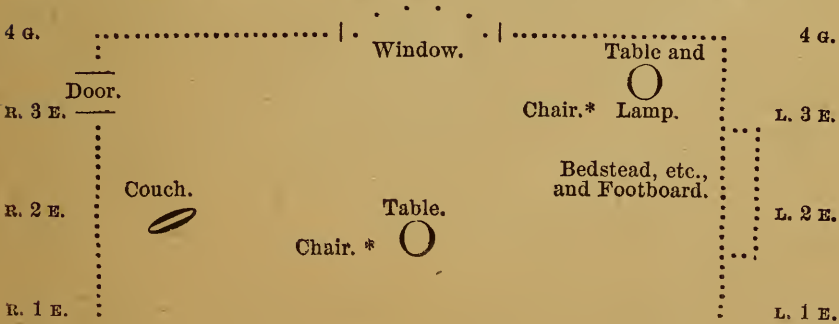 4 G. 4 G.
Window. Table and
Door.
R. 3 E. Chair.* Lamp. L. 3 E.
Bedstead, etc.,
Couch. and Footboard.
R. 2 E. Table. L. 2 E.
Chair. *
R. 1 E. L. 1 E.